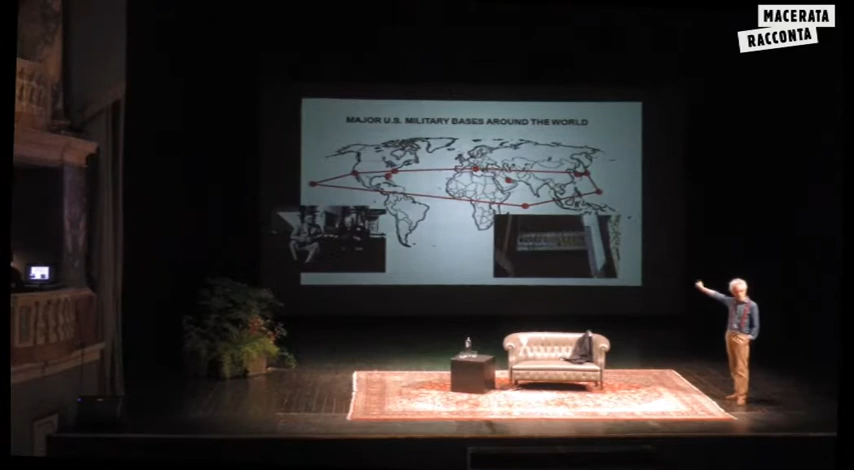 MACERATA
RACCONTA
MAJOR U.S. MILITARY BASES AROUND THE WORLD